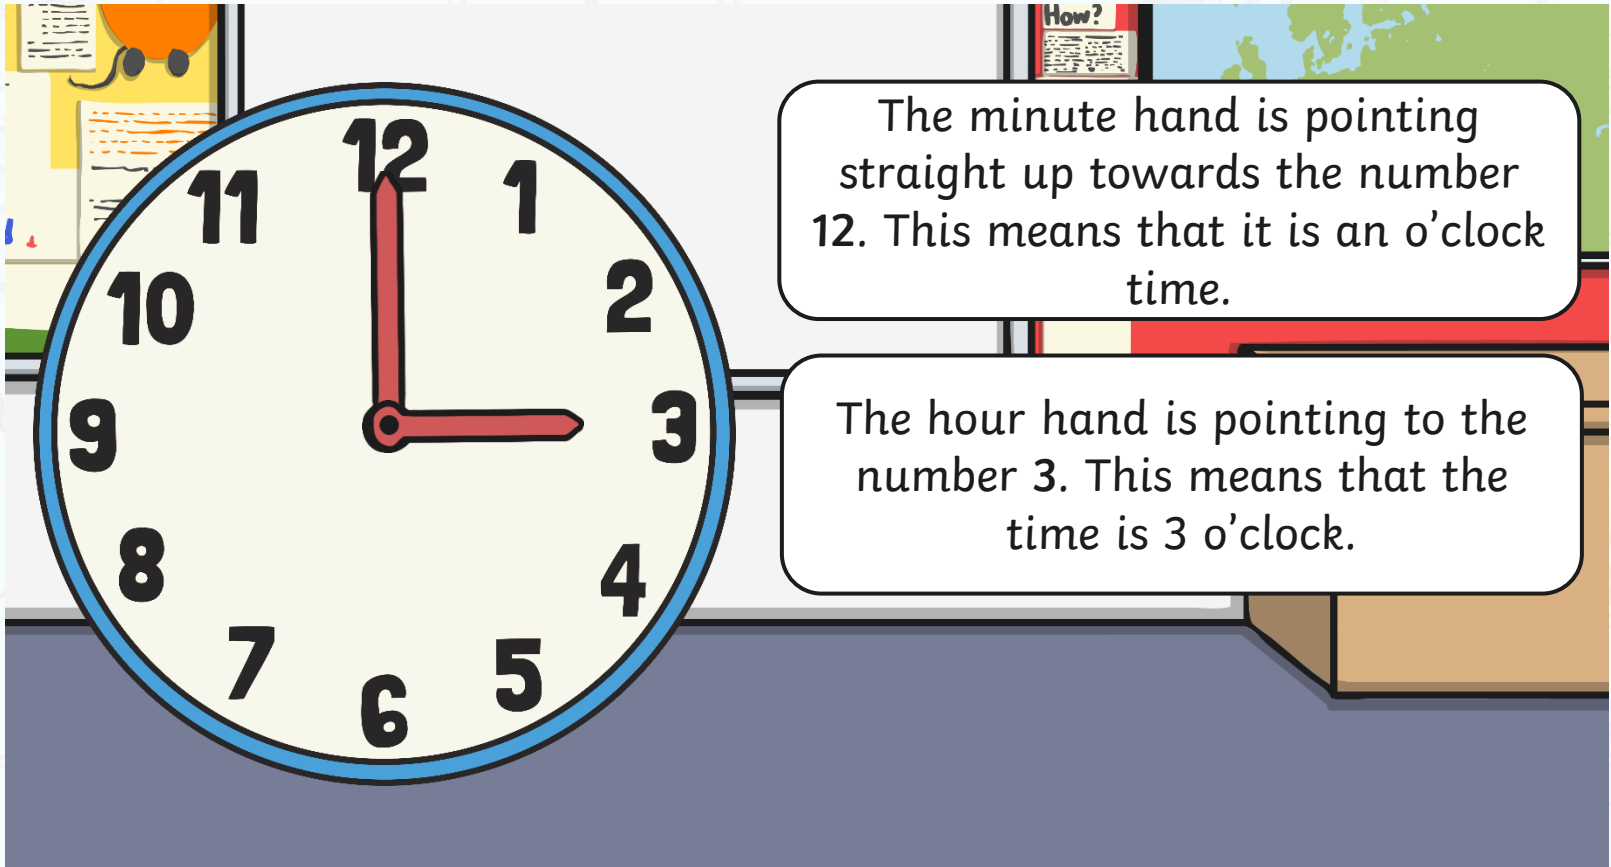 How?
12
11
1
10
2
9
3
8
4
7
5
6
The minute hand is pointing
straight up towards the number
12. This means that it is an o’clock
time.
The hour hand is pointing to the
number 3. This means that the
time is 3 o’clock.